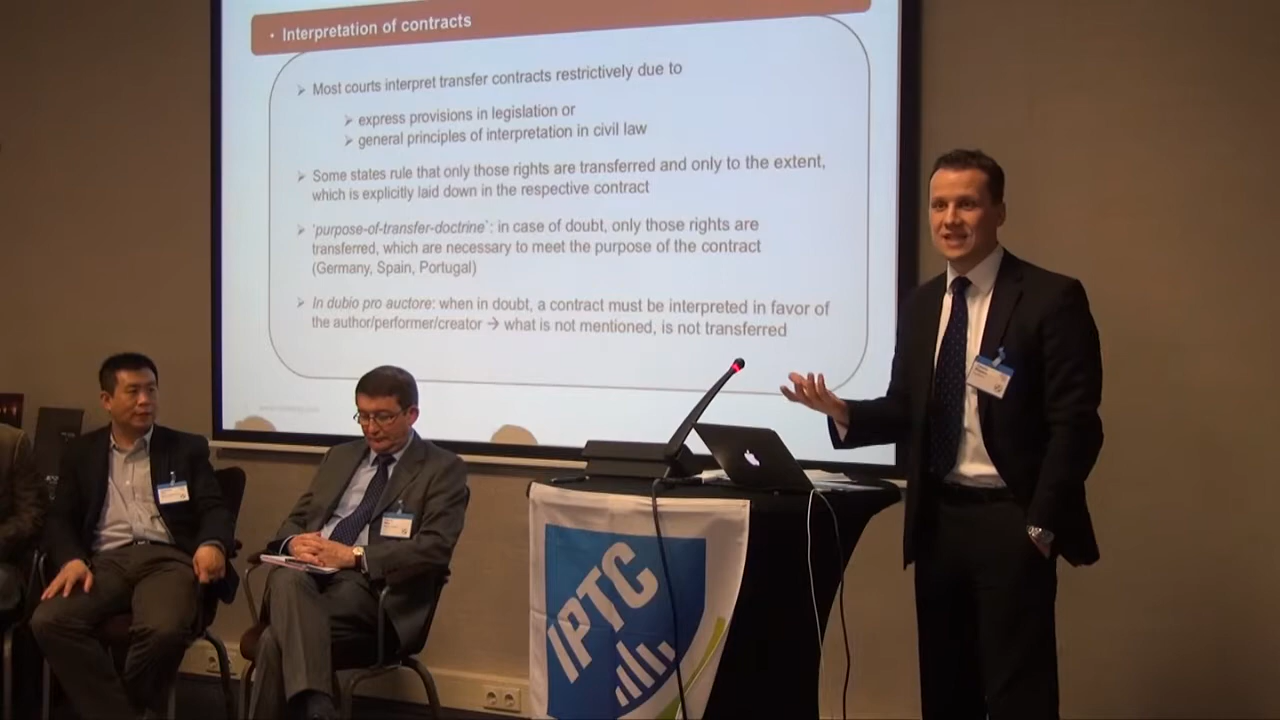 • Interpretation of contracts
➢ Most courts interpret transfer contracts restrictively due to
➢ express provisions in legislation or
➢ general principles of interpretation in civil law
➢ Some states rule that only those rights are transferred and only to the extent,
which is explicitly laid down in the respective contract
➢ ‘purpose-of-transfer-doctrine`: in case of doubt, only those rights are
transferred, which are necessary to meet the purpose of the contract
(Germany, Spain, Portugal)
➢ In dubio pro auctore: when in doubt, a contract must be interpreted in favor of
the author/performer/creator → what is not mentioned, is not transferred
IPTC